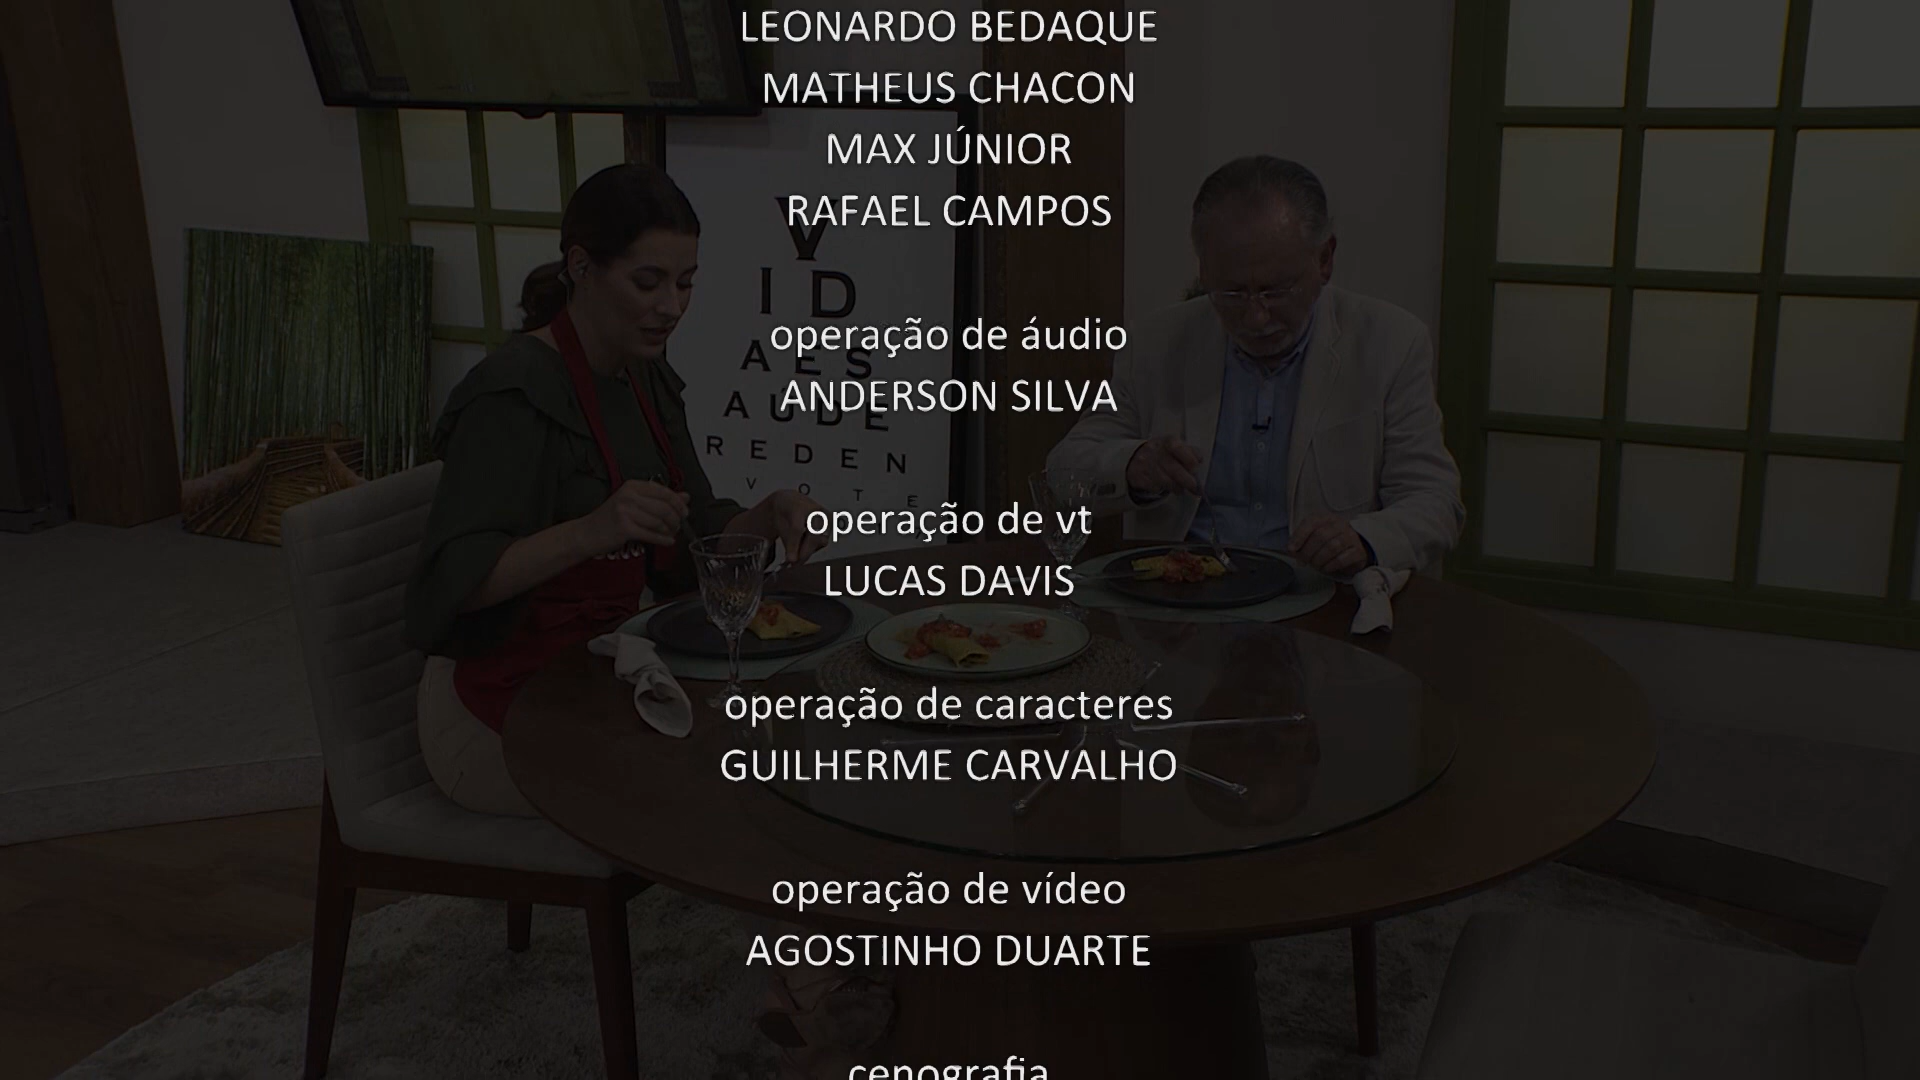 LEONARDO BEDAQUE
MATHEUS CHACON
MAX JÚNIOR
RAFAEL CAMPOS
operação de áudio
ANDERSON SILVA
operação de vt
LUCAS DAVIS
operação de caracteres
GUILHERME CARVALHO
operação de vídeo
AGOSTINHO DUARTE
cenografia
V
I D
A E S
A Ú D E
R E D E N
V O T E